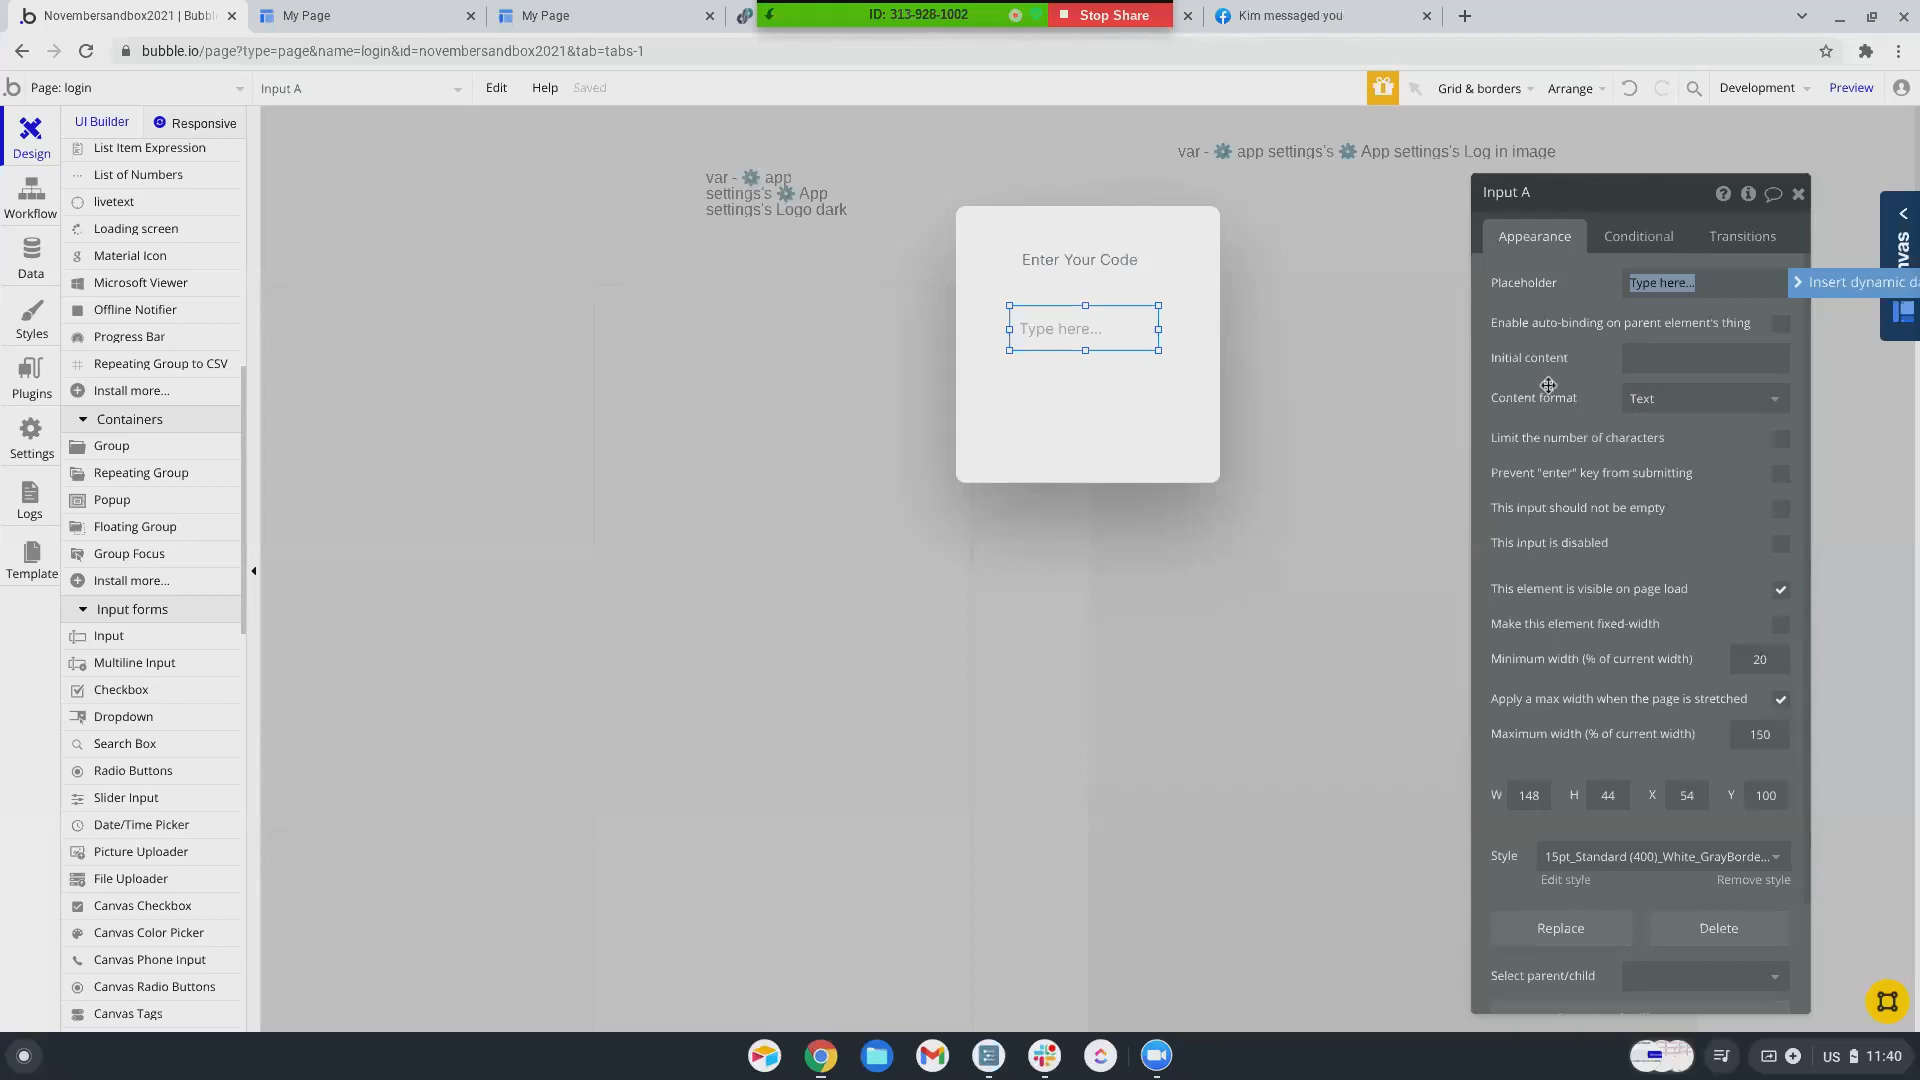 Novembersandbox2021 | Bubble
My Page
My Page
ID: 313-928-1002
Stop Share
Kim messaged you
bubble.io/page?type=page&name=login&id=novembersandbox2021&tab=tabs-1
Page: login
Input A
Edit
Help
Saved
Grid & borders
Arrange
Development
Preview
Design
Workflow
Data
Styles
Plugins
Settings
Logs
Template
UI Builder
Responsive
List Item Expression
List of Numbers
livetext
Loading screen
Material Icon
Microsoft Viewer
Offline Notifier
Progress Bar
Repeating Group to CSV
Install more...
Containers
Group
Repeating Group
Popup
Floating Group
Group Focus
Install more...
Input forms
Input
Multiline Input
Checkbox
Dropdown
Search Box
Radio Buttons
Slider Input
Date/Time Picker
Picture Uploader
File Uploader
Canvas Checkbox
Canvas Color Picker
Canvas Phone Input
Canvas Radio Buttons
Canvas Tags
var - ⚙️ app
settings's ⚙️ App
settings's Logo dark
var - ⚙️ app settings's ⚙️ App settings's Log in image
Enter Your Code
Type here...
Input A
Appearance
Conditional
Transitions
Placeholder
Type here...
Insert dynamic da
Enable auto-binding on parent element's thing
Initial content
Content format
Text
Limit the number of characters
Prevent "enter" key from submitting
This input should not be empty
This input is disabled
This element is visible on page load
Make this element fixed-width
Minimum width (% of current width)
20
Apply a max width when the page is stretched
Maximum width (% of current width)
150
W 148 H 44 X 54 Y 100
Style
15pt_Standard (400)_White_GrayBorde...
Edit style
Remove style
Replace
Delete
Select parent/child
US
11:40